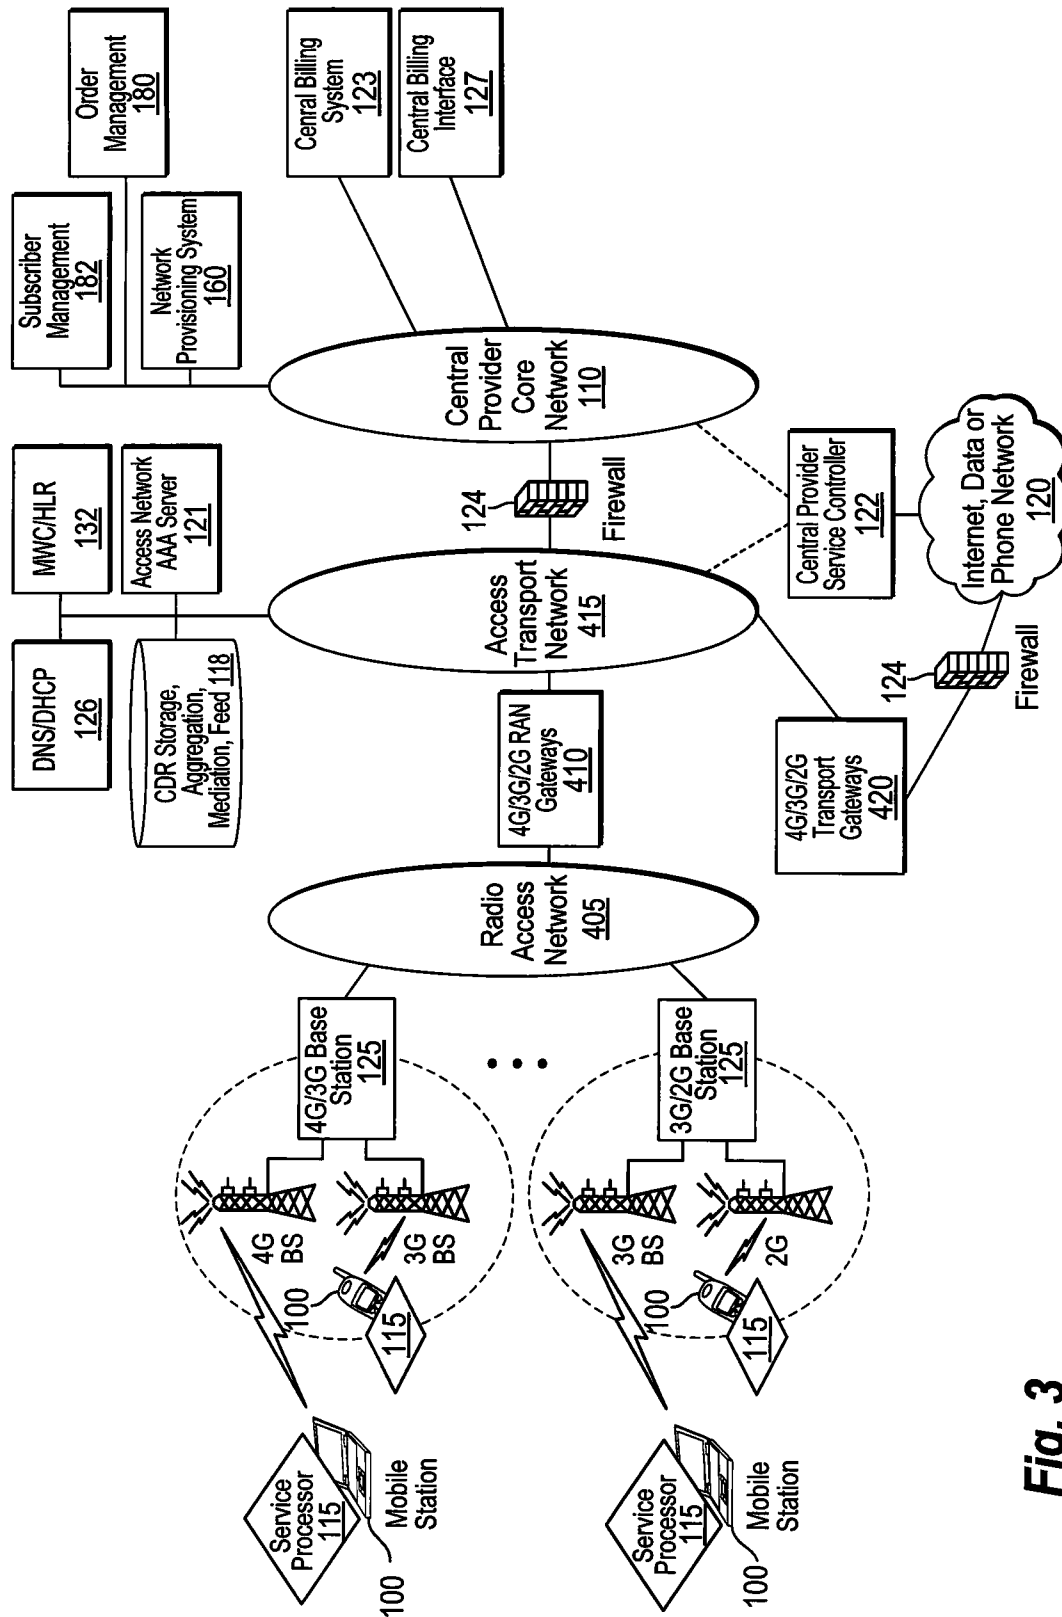 Subscriber
Management
182
Order
Management
180
Network
Provisioning System
160
Cenral Billing
System
123
Central Billing
Interface
127
DNS/DHCP
126
MWC/HLR
132
CDR Storage,
Aggregation,
Mediation, Feed 118
Access Network
AAA Server
121
4G/3G Base
Station
125
4G
BS
3G
BS
100
115
Service
Processor
115
100
Mobile
Station
Radio
Access
Network
405
4G/3G/2G RAN
Gateways
410
Access
Transport
Network
415
124
Firewall
Central
Provider
Core
Network
110
3G/2G Base
Station
125
3G
BS
2G
100
115
Service
Processor
115
100
Mobile
Station
4G/3G/2G
Transport
Gateways
420
124
Firewall
Central Provider
Service Controller
122
Internet, Data or
Phone Network
120
Fig. 3